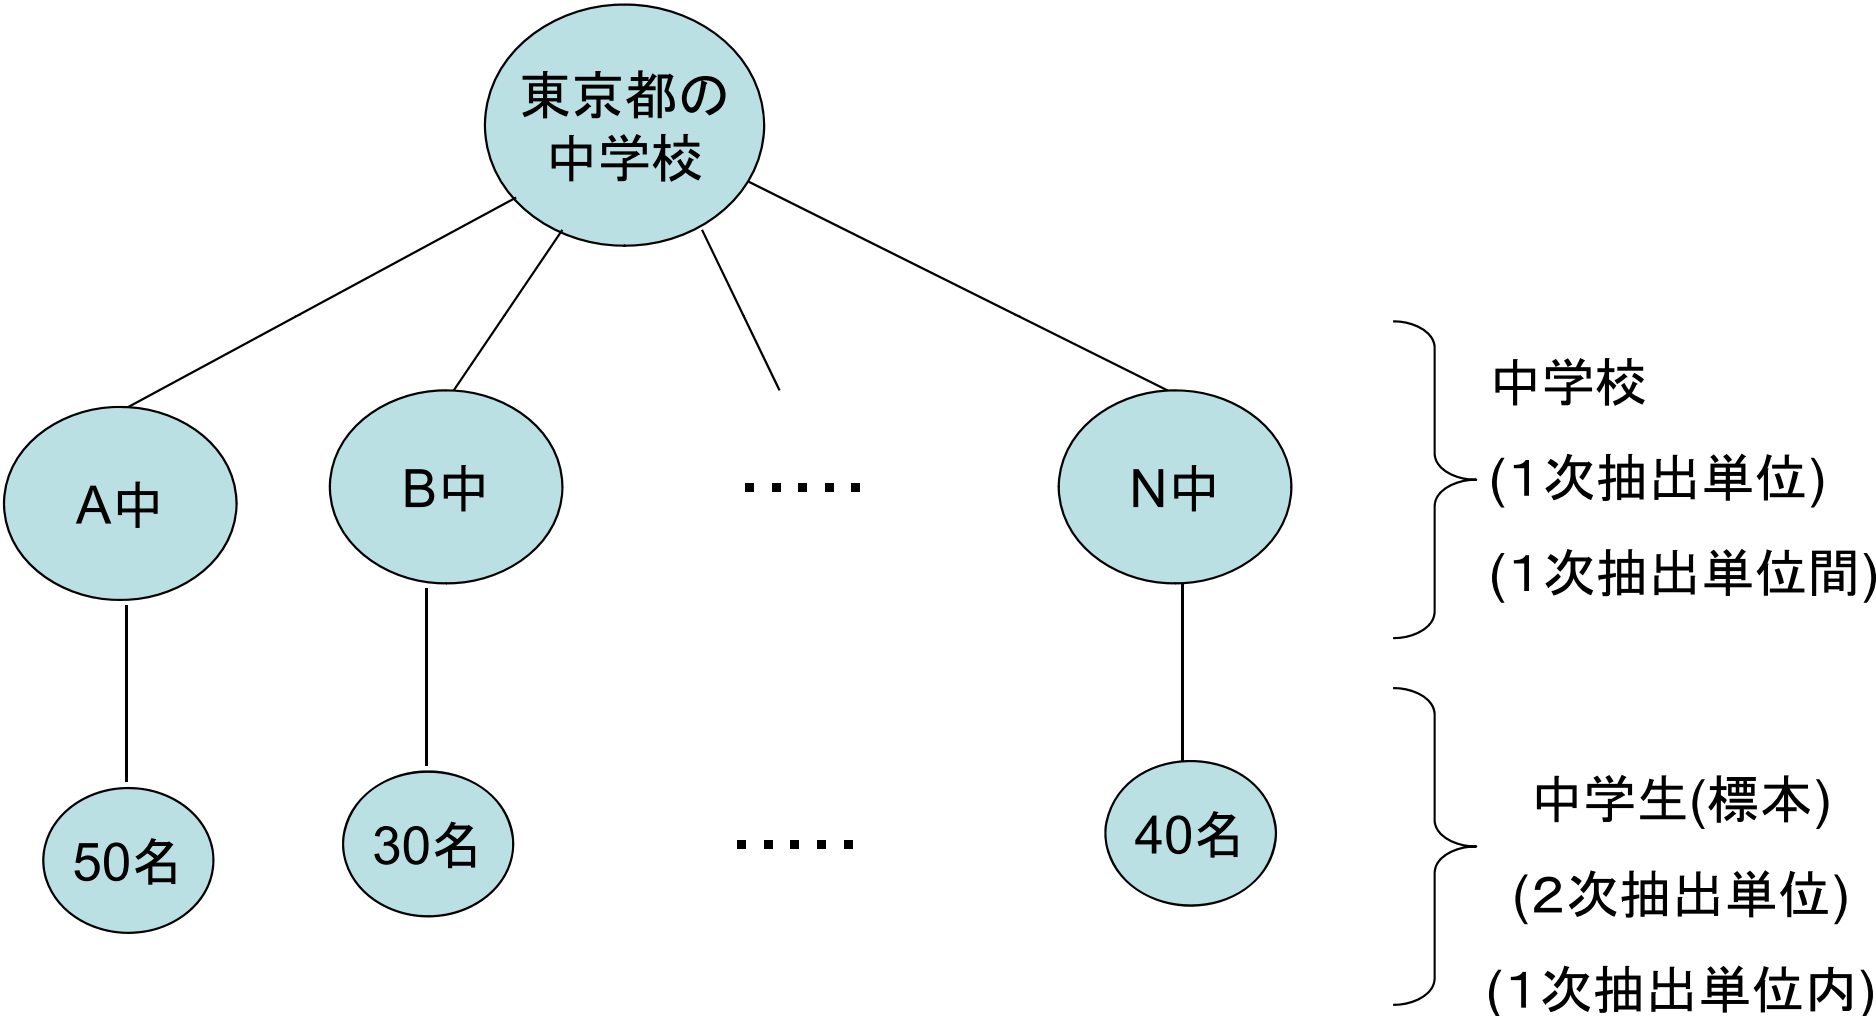 東京都の
中学校
A中
B中
・・・・・
N中
中学校
(1次抽出単位)
(1次抽出単位間)
50名
30名
・・・・・
40名
中学生(標本)
(2次抽出単位)
(1次抽出単位内)